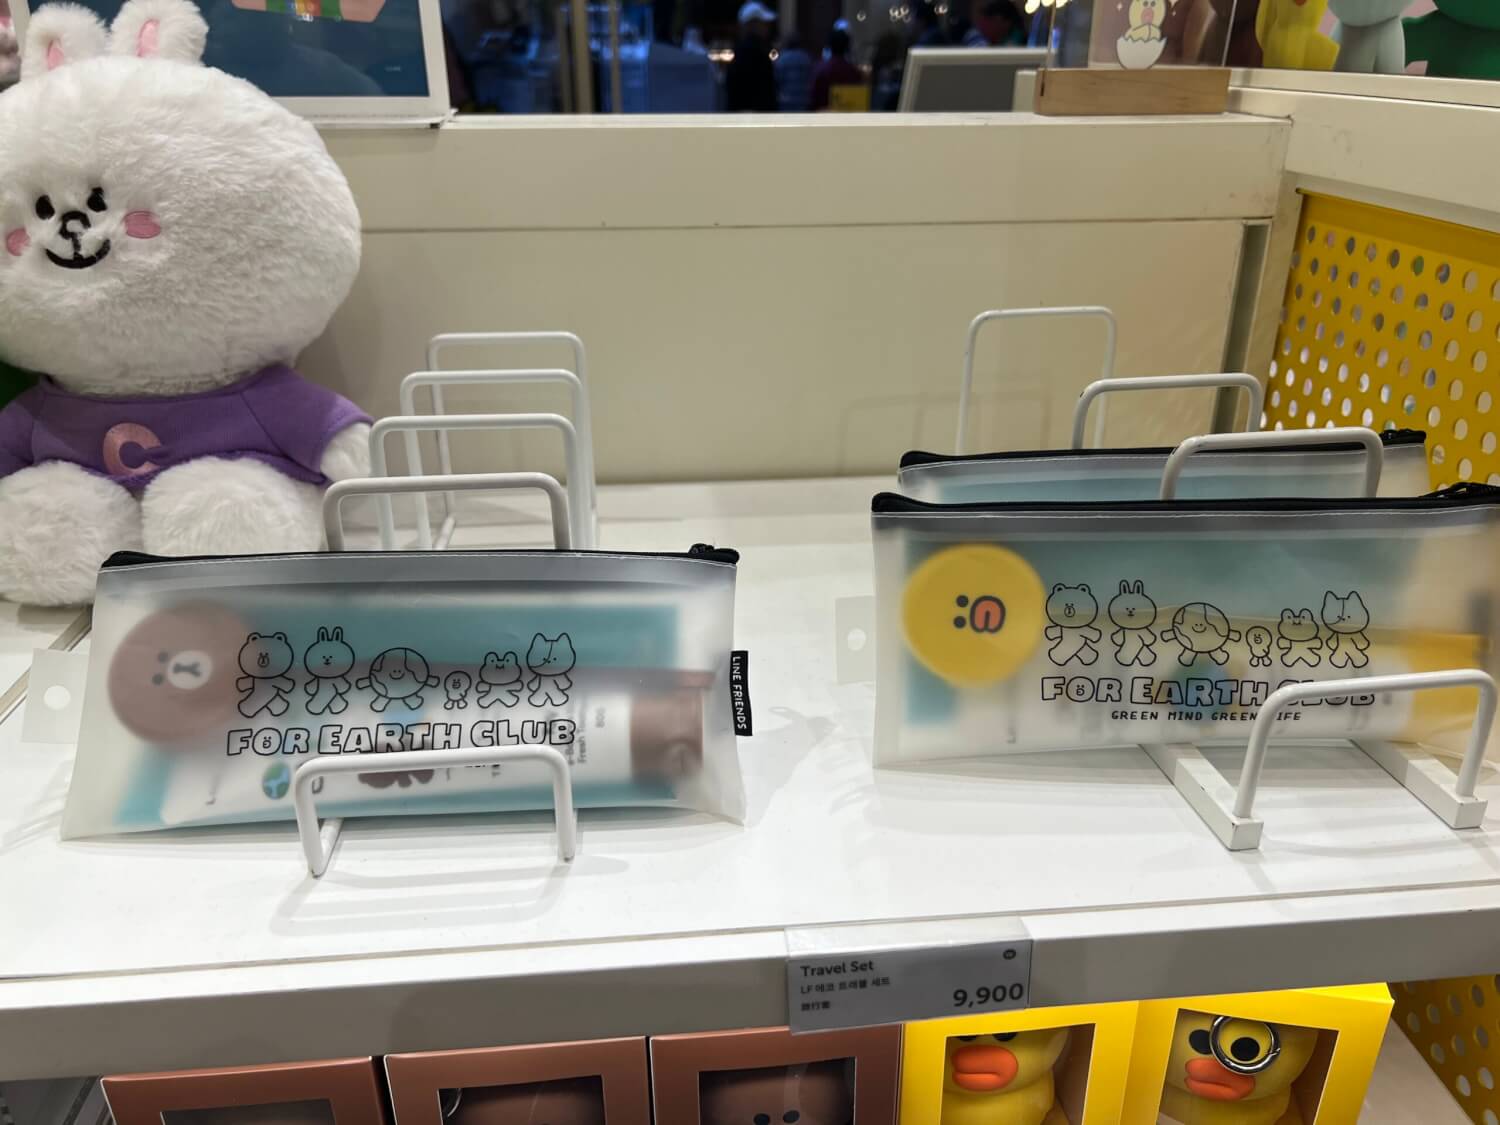 C
FOR EARTH CLUB
LINE FRIENDS
FOR EARTH CLUB
GREEN MIND GREEN LIFE
Travel Set
LF 에코 트래블 세트
旅行套
9,900